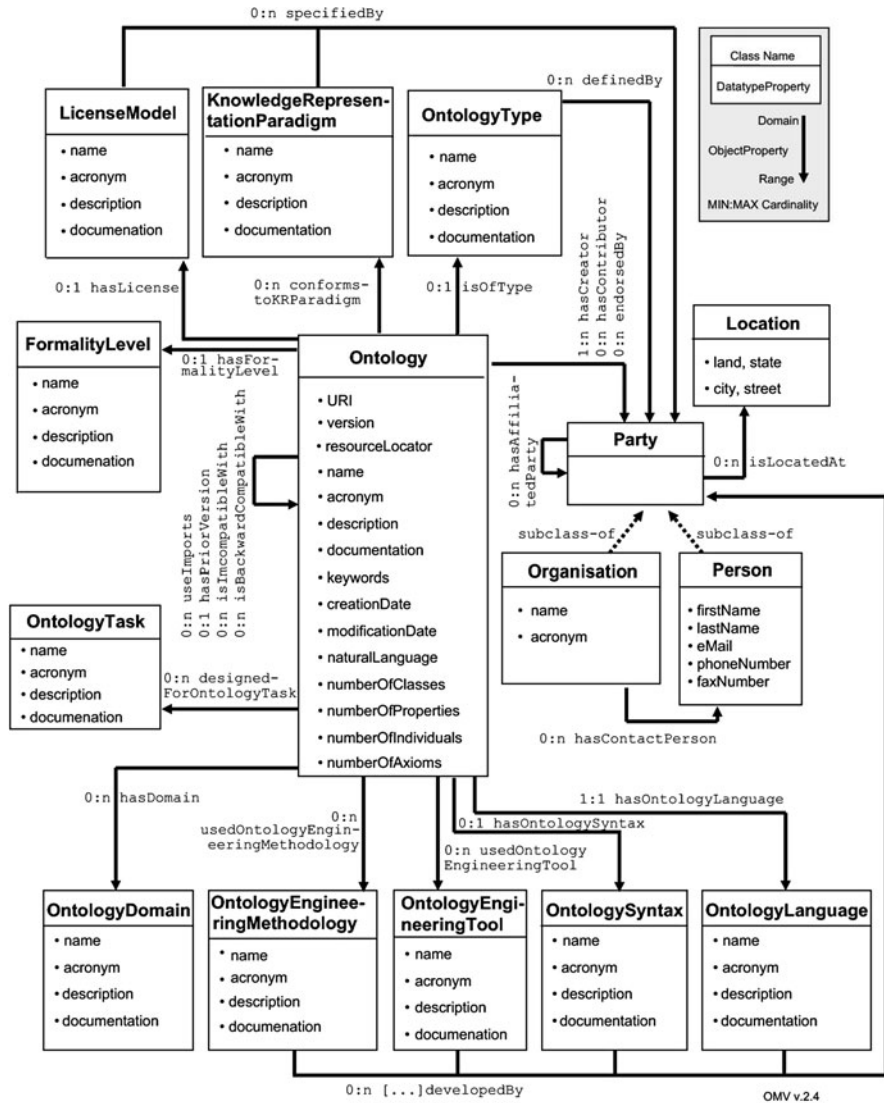 0:n specifiedBy
LicenseModel
• name
• acronym
• description
• documenation
KnowledgeRepresen-
tationParadigm
• name
• acronym
• description
• documentation
0:n definedBy
OntologyType
• name
• acronym
• description
• documentation
Class Name
DatatypeProperty
Domain
ObjectProperty
Range
MIN:MAX Cardinality
0:1 hasLicense
0:n conforms-
toKRParadigm
0:1 isOfType
1:n hasCreator
0:n hasContributor
0:n endorsedBy
Location
• land, state
• city, street
FormalityLevel
• name
• acronym
• description
• documenation
0:1 hasFor-
malityLevel
Ontology
• URI
• version
• resourceLocator
• name
• acronym
• description
• documentation
• keywords
• creationDate
• modificationDate
• naturalLanguage
• numberOfClasses
• numberOfProperties
• numberOfIndividuals
• numberOfAxioms
0:n useImports
0:1 hasPriorVersion
0:n isImcompatibleWith
0:n isBackwardCompatibleWith
0:n hasAffilia-
tedParty
Party
0:n isLocatedAt
subclass-of
subclass-of
Organisation
• name
• acronym
Person
• firstName
• lastName
• eMail
• phoneNumber
• faxNumber
0:n hasContactPerson
OntologyTask
• name
• acronym
• description
• documenation
0:n designed-
ForOntologyTask
0:n hasDomain
0:n
usedOntologyEngin-
eeringMethodology
0:n usedOntology
EngineeringTool
0:1 hasOntologySyntax
1:1 hasOntologyLanguage
OntologyDomain
• name
• acronym
• description
• documentation
OntologyEnginee-
ringMethodology
• name
• acronym
• description
• documenation
OntologyEngi-
neeringTool
• name
• acronym
• description
• documenation
OntologySyntax
• name
• acronym
• description
• documentation
OntologyLanguage
• name
• acronym
• description
• documentation
0:n [...]developedBy
OMV v.2.4